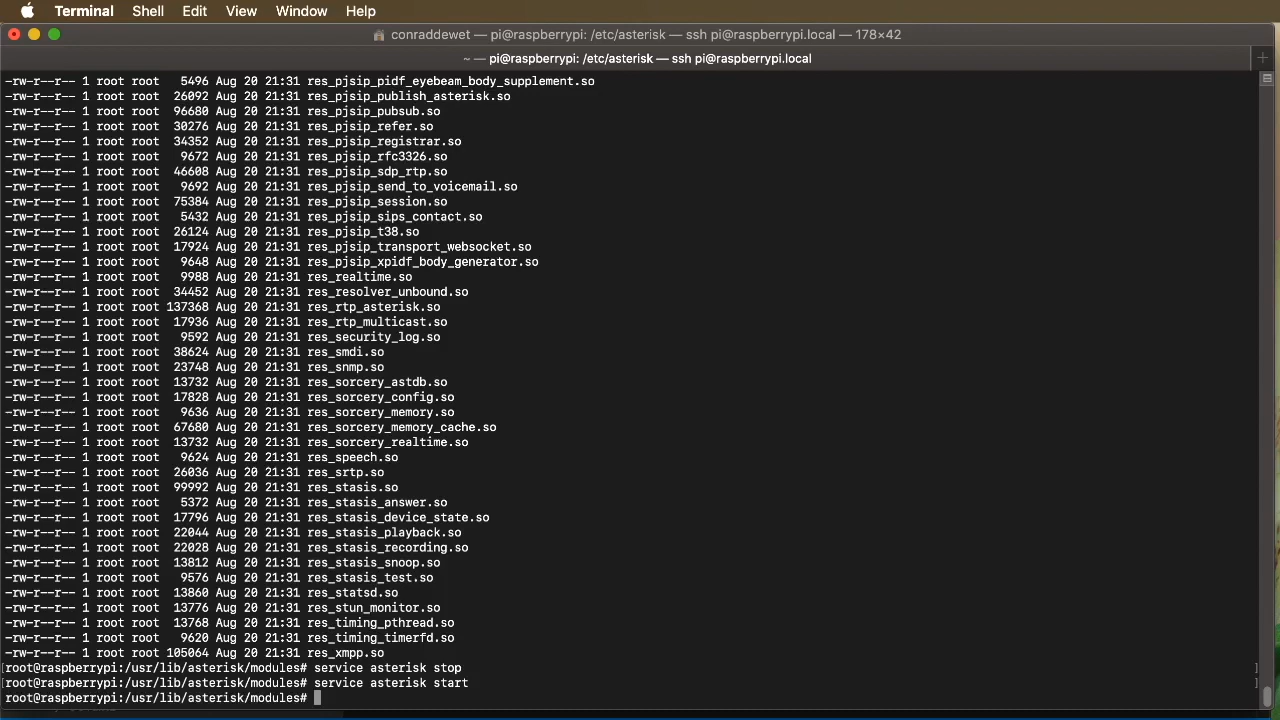 Terminal Shell Edit View Window Help
conraddewet — pi@raspberrypi: /etc/asterisk — ssh pi@raspberrypi.local — 178×42
~ — pi@raspberrypi: /etc/asterisk — ssh pi@raspberrypi.local
-rw-r--r-- 1 root root   5496 Aug 20 21:31 res_pjsip_pidf_eyebeam_body_supplement.so
-rw-r--r-- 1 root root  26092 Aug 20 21:31 res_pjsip_publish_asterisk.so
-rw-r--r-- 1 root root  96680 Aug 20 21:31 res_pjsip_pubsub.so
-rw-r--r-- 1 root root  30276 Aug 20 21:31 res_pjsip_refer.so
-rw-r--r-- 1 root root  34352 Aug 20 21:31 res_pjsip_registrar.so
-rw-r--r-- 1 root root   9672 Aug 20 21:31 res_pjsip_rfc3326.so
-rw-r--r-- 1 root root  46608 Aug 20 21:31 res_pjsip_sdp_rtp.so
-rw-r--r-- 1 root root   9692 Aug 20 21:31 res_pjsip_send_to_voicemail.so
-rw-r--r-- 1 root root  75384 Aug 20 21:31 res_pjsip_session.so
-rw-r--r-- 1 root root   5432 Aug 20 21:31 res_pjsip_sips_contact.so
-rw-r--r-- 1 root root  26124 Aug 20 21:31 res_pjsip_t38.so
-rw-r--r-- 1 root root  17924 Aug 20 21:31 res_pjsip_transport_websocket.so
-rw-r--r-- 1 root root   9648 Aug 20 21:31 res_pjsip_xpidf_body_generator.so
-rw-r--r-- 1 root root   9988 Aug 20 21:31 res_realtime.so
-rw-r--r-- 1 root root  34452 Aug 20 21:31 res_resolver_unbound.so
-rw-r--r-- 1 root root 137368 Aug 20 21:31 res_rtp_asterisk.so
-rw-r--r-- 1 root root  17936 Aug 20 21:31 res_rtp_multicast.so
-rw-r--r-- 1 root root   9592 Aug 20 21:31 res_security_log.so
-rw-r--r-- 1 root root  38624 Aug 20 21:31 res_smdi.so
-rw-r--r-- 1 root root  23748 Aug 20 21:31 res_snmp.so
-rw-r--r-- 1 root root  13732 Aug 20 21:31 res_sorcery_astdb.so
-rw-r--r-- 1 root root  17828 Aug 20 21:31 res_sorcery_config.so
-rw-r--r-- 1 root root   9636 Aug 20 21:31 res_sorcery_memory.so
-rw-r--r-- 1 root root  67680 Aug 20 21:31 res_sorcery_memory_cache.so
-rw-r--r-- 1 root root  13732 Aug 20 21:31 res_sorcery_realtime.so
-rw-r--r-- 1 root root   9624 Aug 20 21:31 res_speech.so
-rw-r--r-- 1 root root  26036 Aug 20 21:31 res_srtp.so
-rw-r--r-- 1 root root  99992 Aug 20 21:31 res_stasis.so
-rw-r--r-- 1 root root   5372 Aug 20 21:31 res_stasis_answer.so
-rw-r--r-- 1 root root  17796 Aug 20 21:31 res_stasis_device_state.so
-rw-r--r-- 1 root root  22044 Aug 20 21:31 res_stasis_playback.so
-rw-r--r-- 1 root root  22028 Aug 20 21:31 res_stasis_recording.so
-rw-r--r-- 1 root root  13812 Aug 20 21:31 res_stasis_snoop.so
-rw-r--r-- 1 root root   9576 Aug 20 21:31 res_stasis_test.so
-rw-r--r-- 1 root root  13860 Aug 20 21:31 res_statsd.so
-rw-r--r-- 1 root root  13776 Aug 20 21:31 res_stun_monitor.so
-rw-r--r-- 1 root root  13768 Aug 20 21:31 res_timing_pthread.so
-rw-r--r-- 1 root root   9620 Aug 20 21:31 res_timing_timerfd.so
-rw-r--r-- 1 root root 105064 Aug 20 21:31 res_xmpp.so
[root@raspberrypi:/usr/lib/asterisk/modules# service asterisk stop ]
[root@raspberrypi:/usr/lib/asterisk/modules# service asterisk start ]
root@raspberrypi:/usr/lib/asterisk/modules#